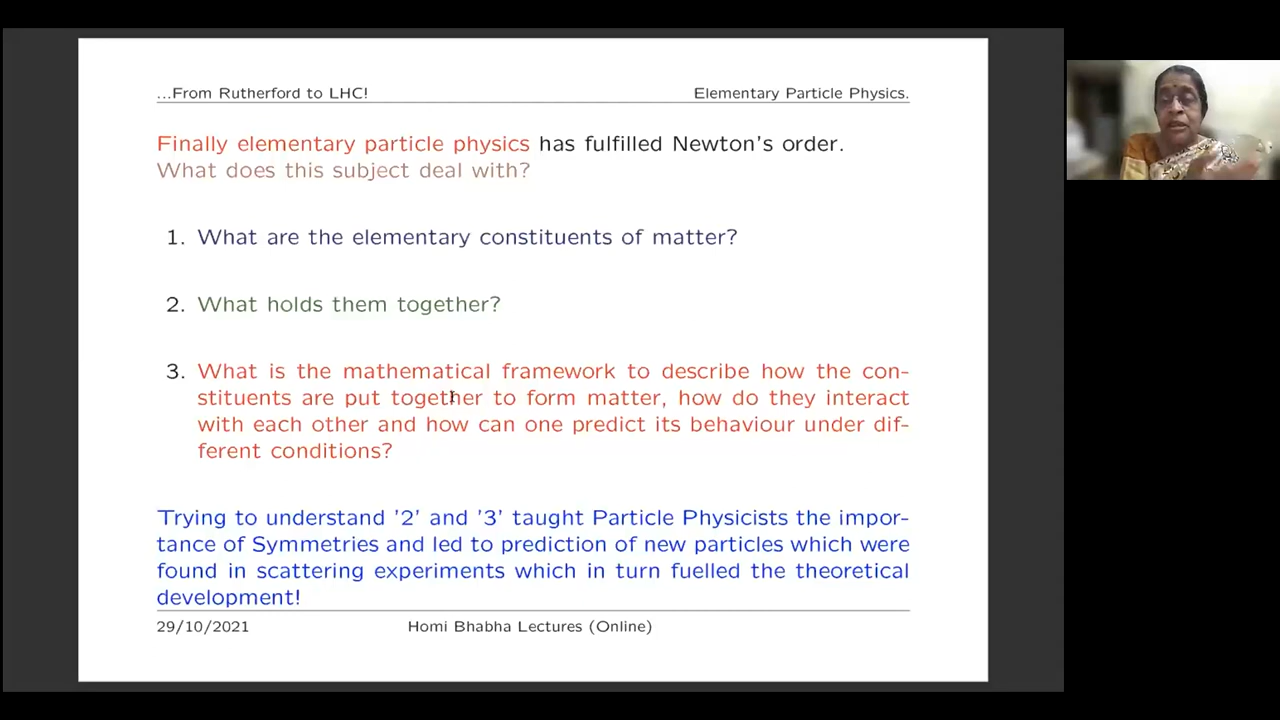 ...From Rutherford to LHC!
Elementary Particle Physics.
Finally elementary particle physics has fulfilled Newton's order.
What does this subject deal with?
1. What are the elementary constituents of matter?
2. What holds them together?
3. What is the mathematical framework to describe how the con-
stituents are put together to form matter, how do they interact
with each other and how can one predict its behaviour under dif-
ferent conditions?
Trying to understand '2' and '3' taught Particle Physicists the impor-
tance of Symmetries and led to prediction of new particles which were
found in scattering experiments which in turn fuelled the theoretical
development!
29/10/2021
Homi Bhabha Lectures (Online)